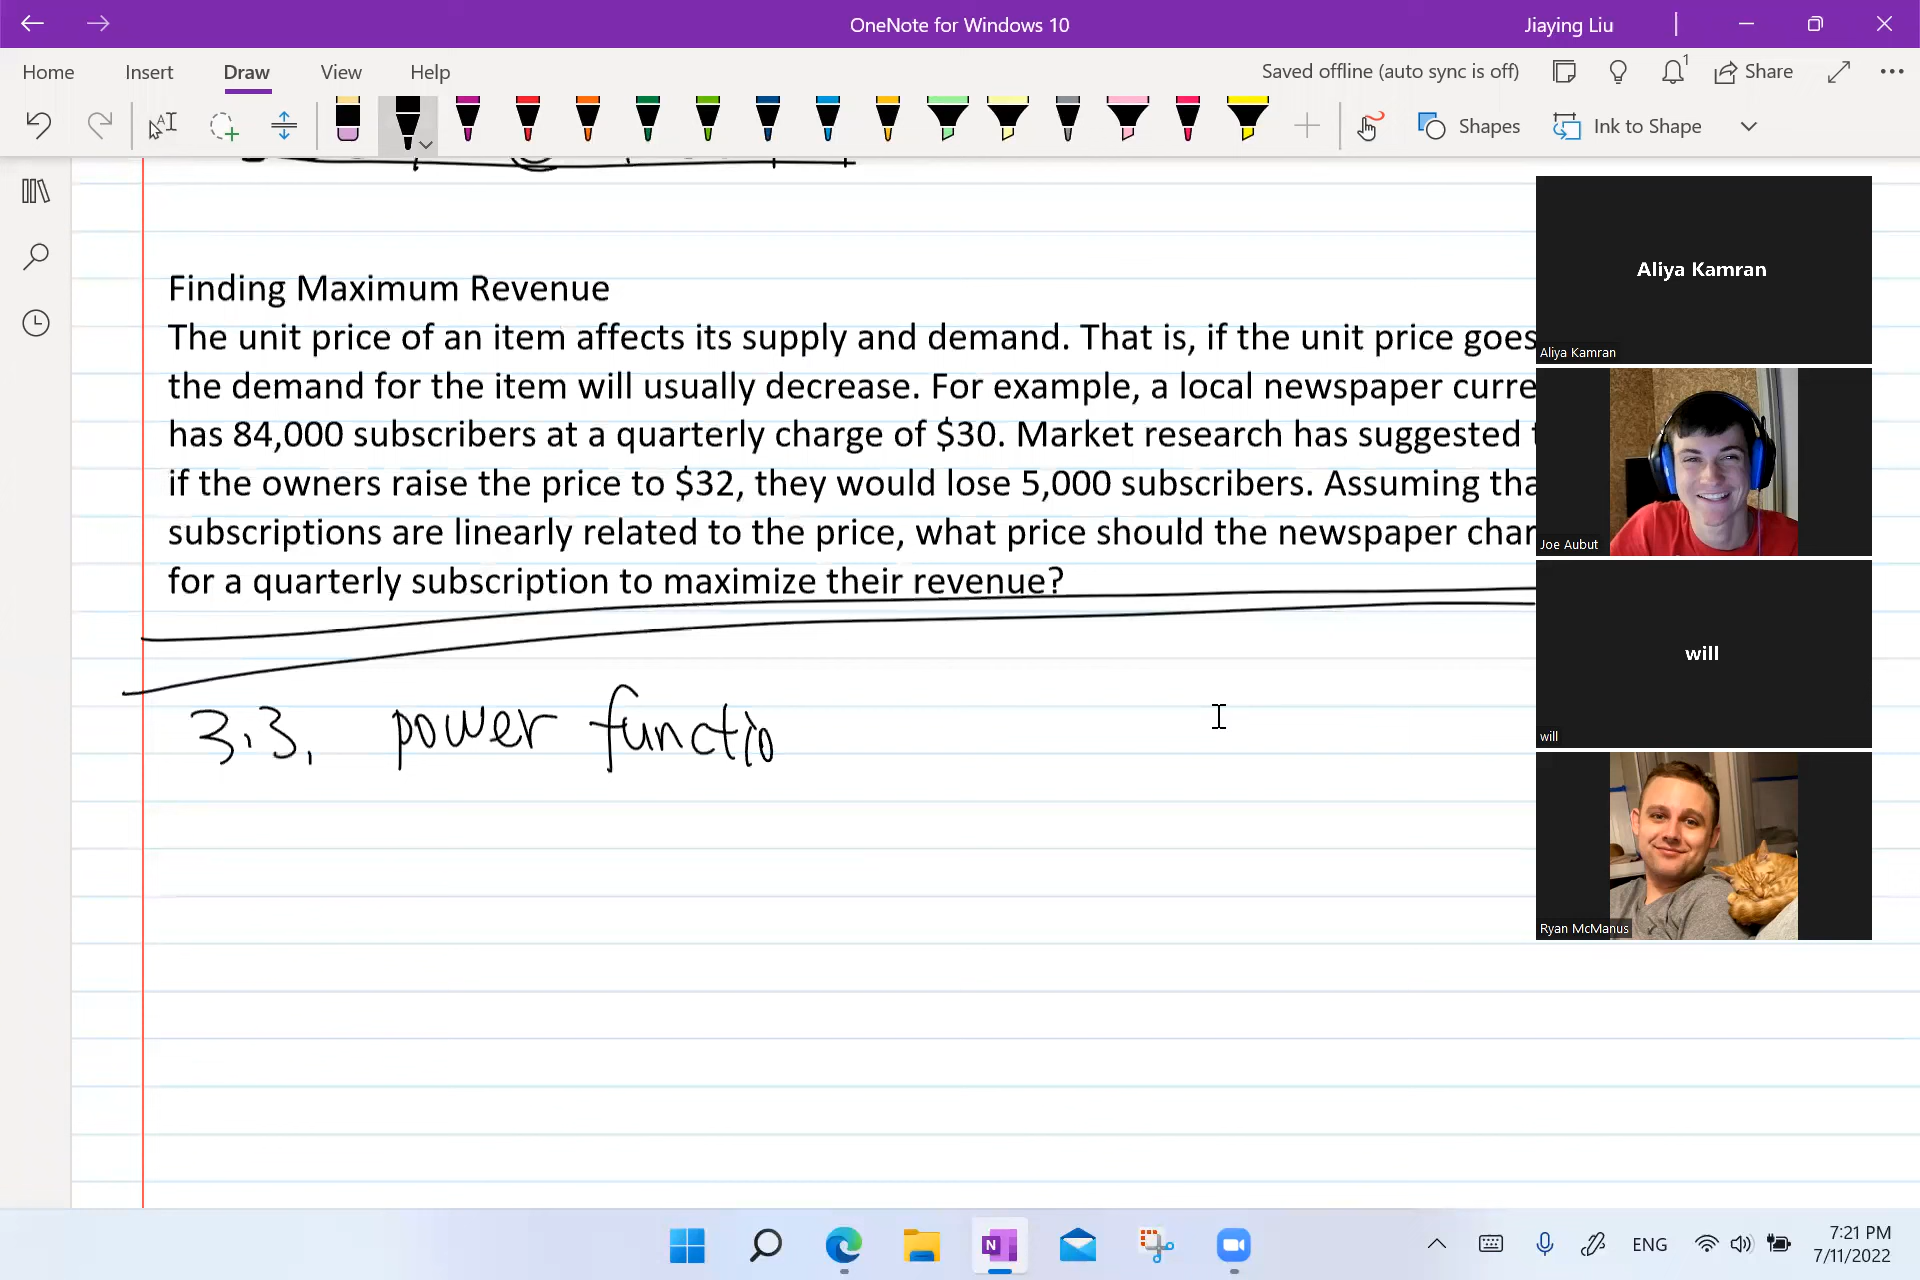 OneNote for Windows 10
Jiaying Liu
Home Insert Draw View Help
Saved offline (auto sync is off)
1
Share
Shapes
Ink to Shape
Finding Maximum Revenue
The unit price of an item affects its supply and demand. That is, if the unit price goes
the demand for the item will usually decrease. For example, a local newspaper curre
has 84,000 subscribers at a quarterly charge of $30. Market research has suggested t
if the owners raise the price to $32, they would lose 5,000 subscribers. Assuming tha
subscriptions are linearly related to the price, what price should the newspaper char
for a quarterly subscription to maximize their revenue?
3.3. power functio
Aliya Kamran
Aliya Kamran
Joe Aubut
will
will
Ryan McManus
ENG
7:21 PM
7/11/2022